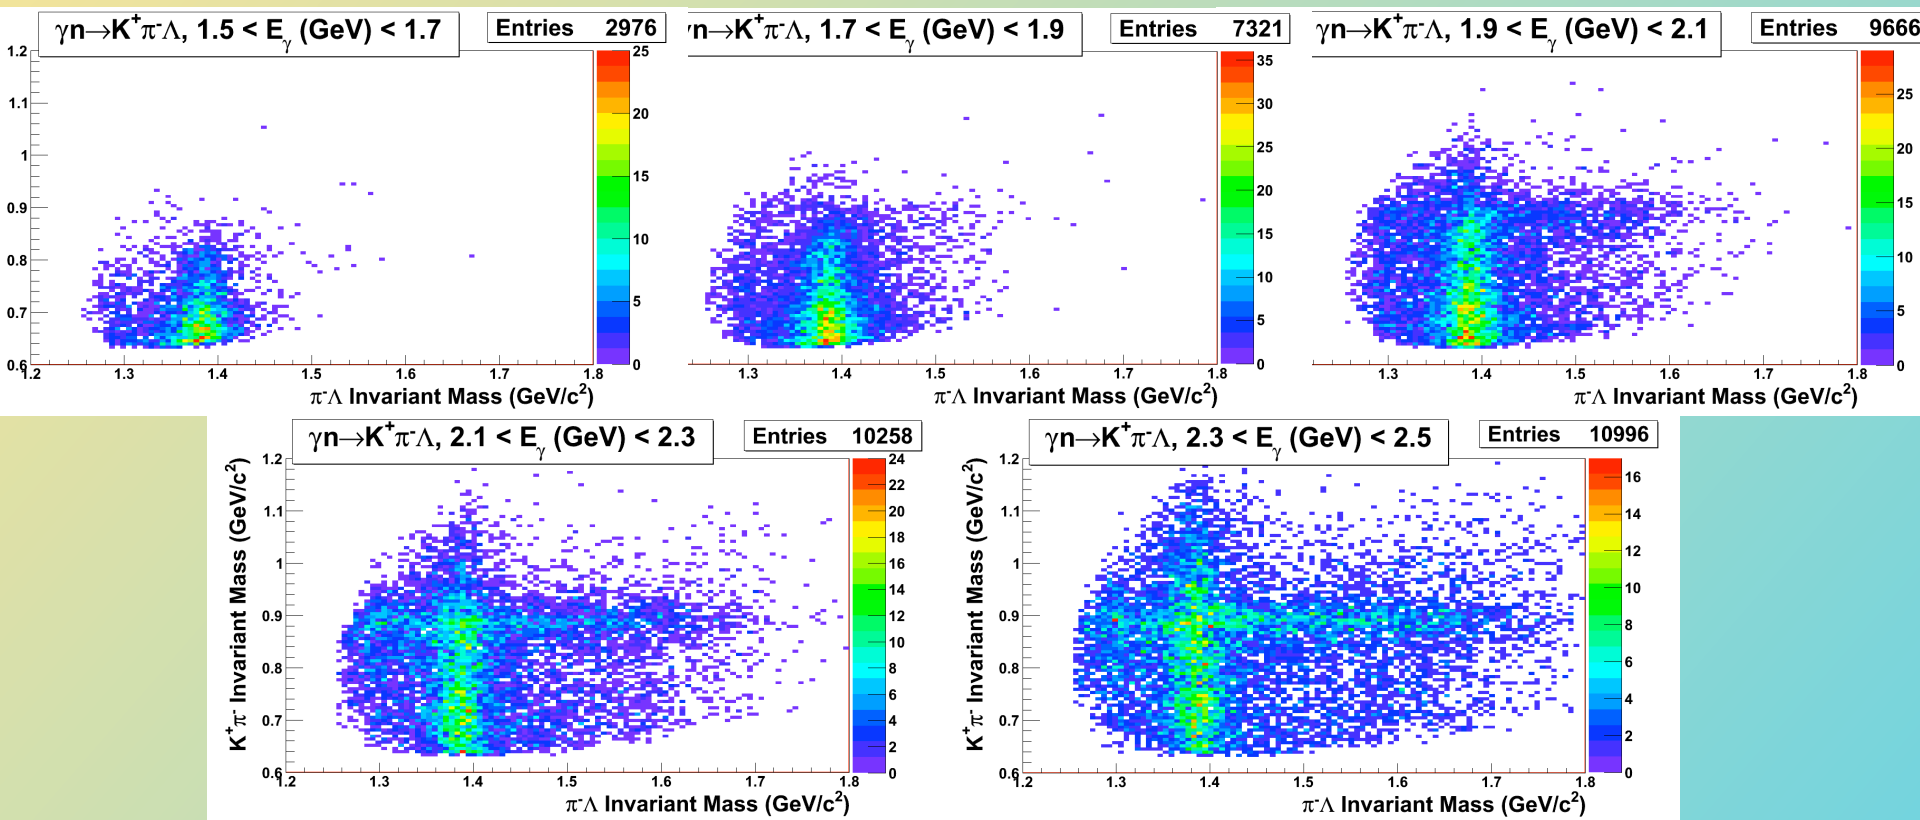 γn→K⁺π⁻Λ, 1.5 < Eγ (GeV) < 1.7
Entries 2976
1.2
1.1
1
0.9
0.8
0.7
0.6
1.2 1.3 1.4 1.5 1.6 1.7 1.8
25
20
15
10
5
0
π⁻Λ Invariant Mass (GeV/c²)
γn→K⁺π⁻Λ, 1.7 < Eγ (GeV) < 1.9
Entries 7321
1.3 1.4 1.5 1.6 1.7 1.8
35
30
25
20
15
10
5
0
π⁻Λ Invariant Mass (GeV/c²)
γn→K⁺π⁻Λ, 1.9 < Eγ (GeV) < 2.1
Entries 9666
1.3 1.4 1.5 1.6 1.7 1.8
25
20
15
10
5
0
π⁻Λ Invariant Mass (GeV/c²)
γn→K⁺π⁻Λ, 2.1 < Eγ (GeV) < 2.3
Entries 10258
K⁺π⁻ Invariant Mass (GeV/c²)
1.2
1.1
1
0.9
0.8
0.7
0.6
1.2 1.3 1.4 1.5 1.6 1.7 1.8
24
22
20
18
16
14
12
10
8
6
4
2
0
π⁻Λ Invariant Mass (GeV/c²)
γn→K⁺π⁻Λ, 2.3 < Eγ (GeV) < 2.5
Entries 10996
K⁺π⁻ Invariant Mass (GeV/c²)
1.2
1.1
1
0.9
0.8
0.7
0.6
1.2 1.3 1.4 1.5 1.6 1.7 1.8
16
14
12
10
8
6
4
2
0
π⁻Λ Invariant Mass (GeV/c²)